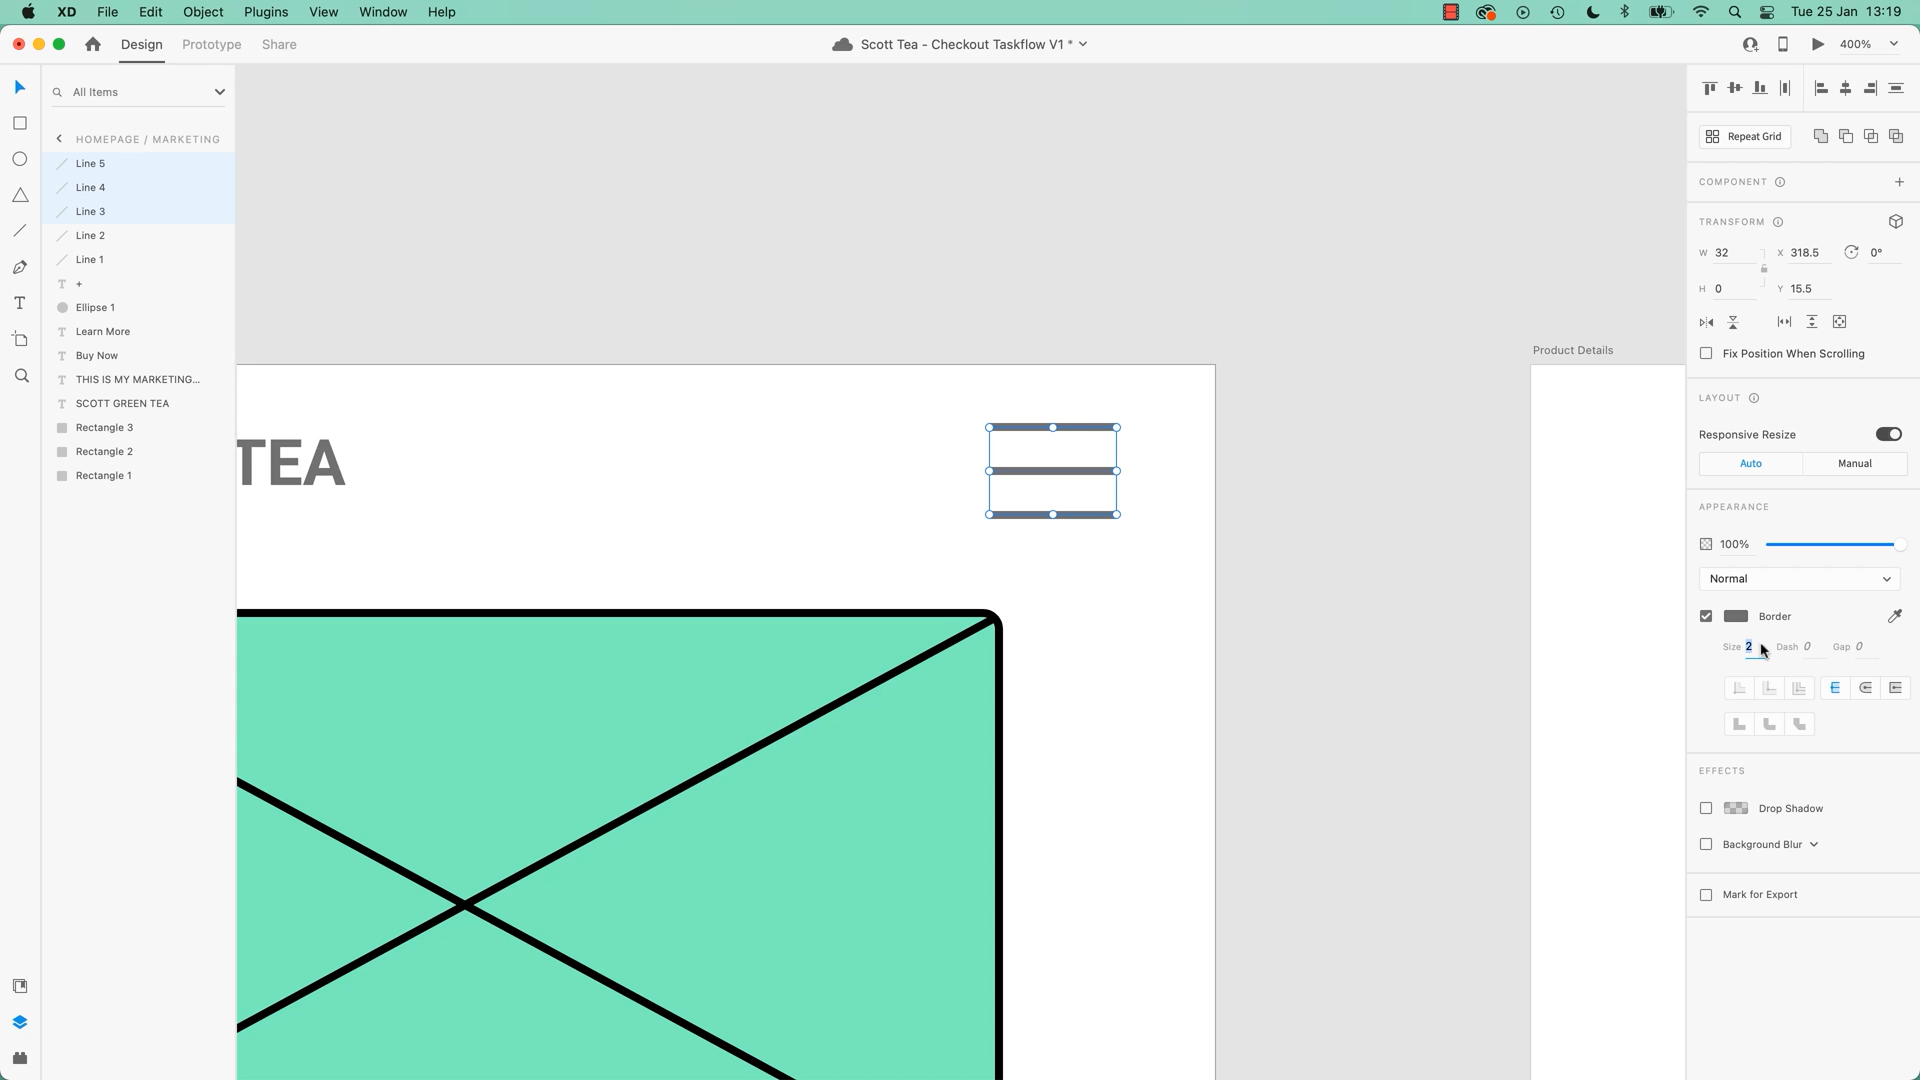 XD File Edit Object Plugins View Window Help Tue 25 Jan 13:19
Design Prototype Share Scott Tea - Checkout Taskflow V1 * 400%
All Items
HOMEPAGE / MARKETING
Line 5
Line 4
Line 3
Line 2
Line 1
+
Ellipse 1
Learn More
Buy Now
THIS IS MY MARKETING...
SCOTT GREEN TEA
Rectangle 3
Rectangle 2
Rectangle 1
Product Details
TEA
Repeat Grid
COMPONENT
TRANSFORM
W 32 X 318.5 0°
H 0 Y 15.5
Fix Position When Scrolling
LAYOUT
Responsive Resize
Auto Manual
APPEARANCE
100%
Normal
Border
Size 2 Dash 0 Gap 0
EFFECTS
Drop Shadow
Background Blur
Mark for Export